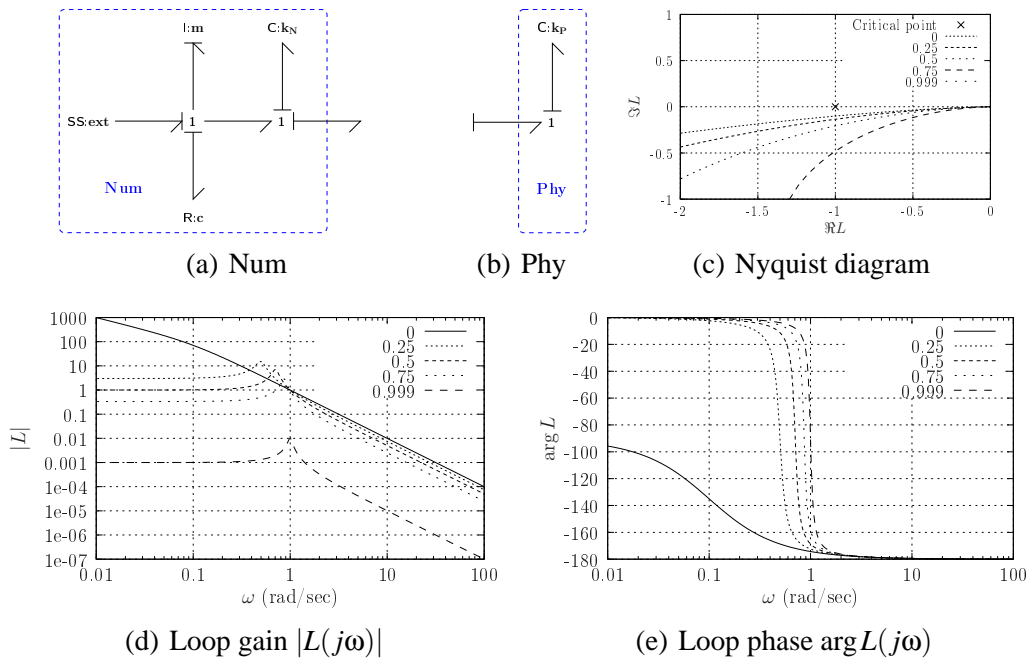 I:m
C:k_N
SS:ext
1
1
Num
R:c
(a) Num
C:k_P
1
Phy
(b) Phy
1
0.5
0
-0.5
-1
ℑL
-2
-1.5
-1
-0.5
0
ℜL
Critical point
0
0.25
0.5
0.75
0.999
(c) Nyquist diagram
1000
100
10
1
0.1
0.01
0.001
1e-04
1e-05
1e-06
1e-07
|L|
0.01
0.1
1
10
100
ω (rad/sec)
0
0.25
0.5
0.75
0.999
(d) Loop gain |L(jω)|
0
-20
-40
-60
-80
-100
-120
-140
-160
-180
arg L
0.01
0.1
1
10
100
ω (rad/sec)
0
0.25
0.5
0.75
0.999
(e) Loop phase arg L(jω)